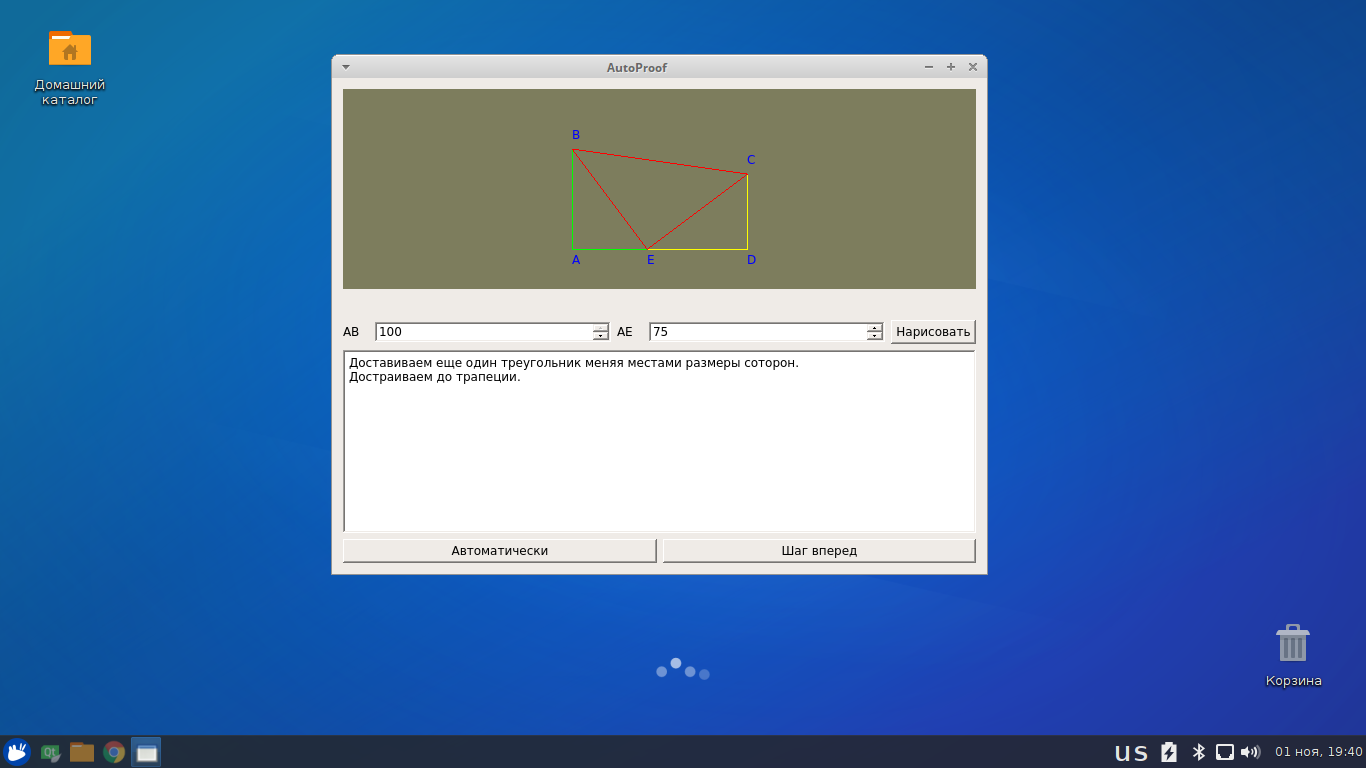 Домашний
каталог
AutoProof
B
C
A
E
D
AB
100
AE
75
Нарисовать
Доставиваем еще один треугольник меняя местами размеры соторон.
Достраиваем до трапеции.
Автоматически
Шаг вперед
Корзина
Qt
us
01 ноя, 19:40